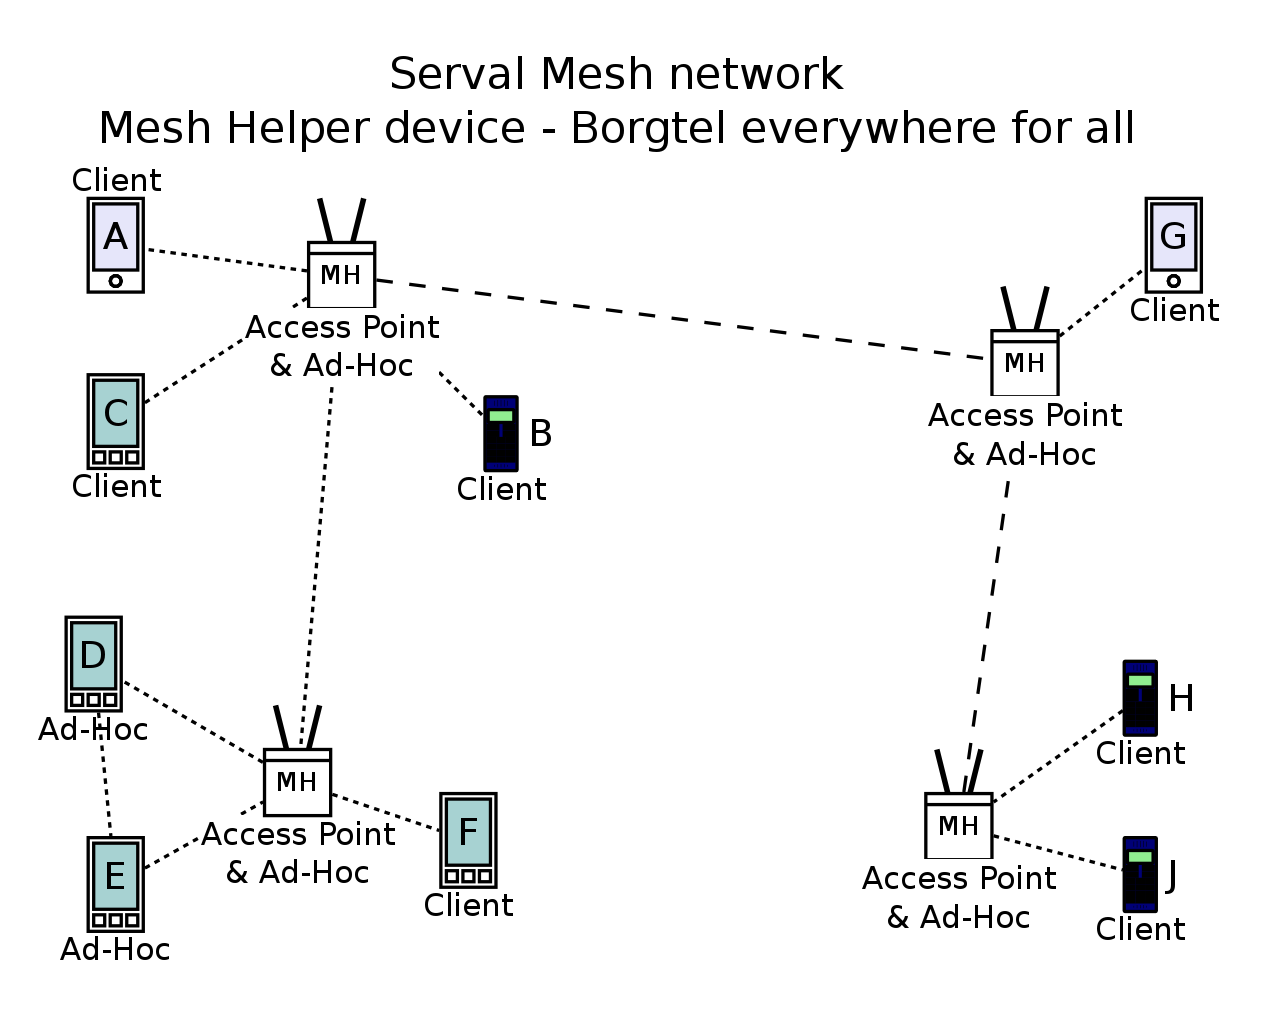 Serval Mesh network
Mesh Helper device - Borgtel everywhere for all
Client
A
MH
Access Point
& Ad-Hoc
G
Client
MH
Access Point
& Ad-Hoc
C
Client
B
Client
D
Ad-Hoc
MH
Access Point
& Ad-Hoc
E
Ad-Hoc
F
Client
H
Client
MH
Access Point
& Ad-Hoc
J
Client